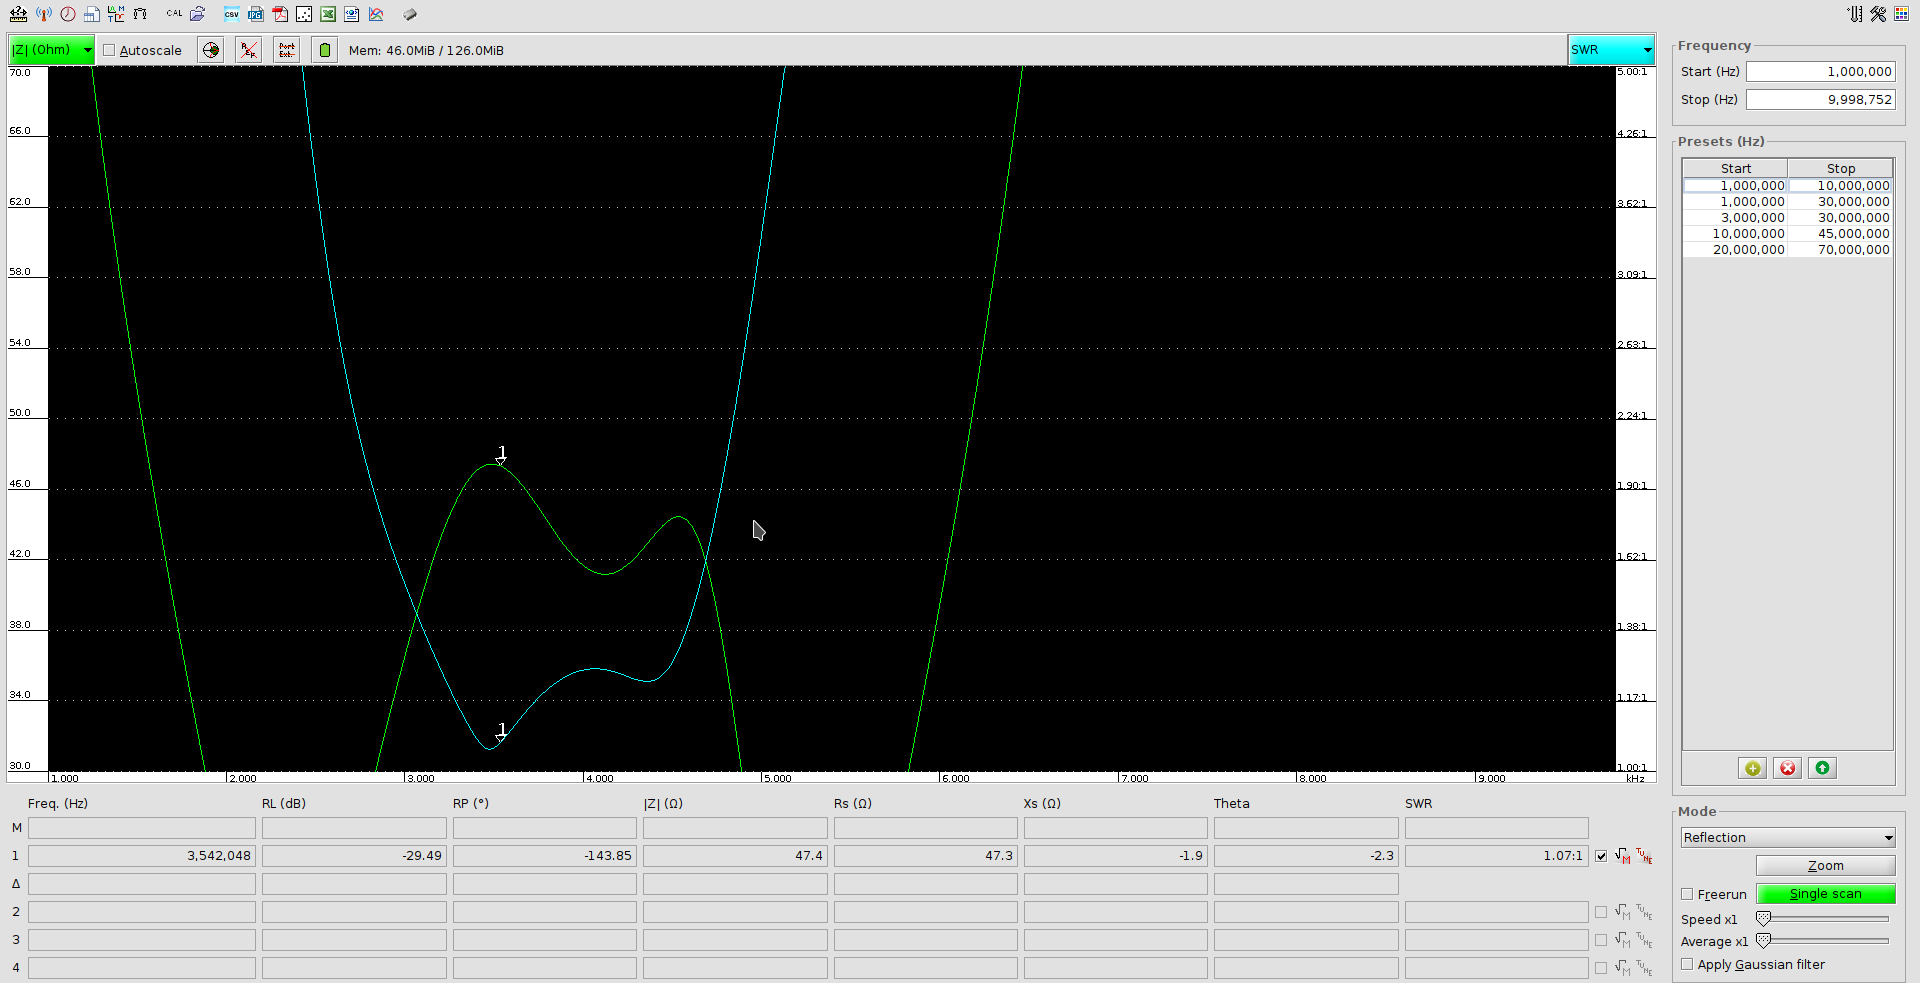 CAL
CSV
JPG
|Z| (Ohm)
Autoscale
Port Ext.
Mem: 46.0MiB / 126.0MiB
SWR
70.0
66.0
62.0
58.0
54.0
50.0
46.0
42.0
38.0
34.0
30.0
1
1
5.00:1
4.26:1
3.62:1
3.09:1
2.63:1
2.24:1
1.90:1
1.62:1
1.38:1
1.17:1
1.00:1
1.000 2.000 3.000 4.000 5.000 6.000 7.000 8.000 9.000 kHz
Freq. (Hz) RL (dB) RP (°) |Z| (Ω) Rs (Ω) Xs (Ω) Theta SWR
M
1 3,542,048 -29.49 -143.85 47.4 47.3 -1.9 -2.3 1.07:1 √M TUNE
Δ
2 √M TUNE
3 √M TUNE
4 √M TUNE
Frequency
Start (Hz) 1,000,000
Stop (Hz) 9,998,752
Presets (Hz)
Start Stop
1,000,000 10,000,000
1,000,000 30,000,000
3,000,000 30,000,000
10,000,000 45,000,000
20,000,000 70,000,000
Mode
Reflection
Zoom
Freerun Single scan
Speed x1
Average x1
Apply Gaussian filter